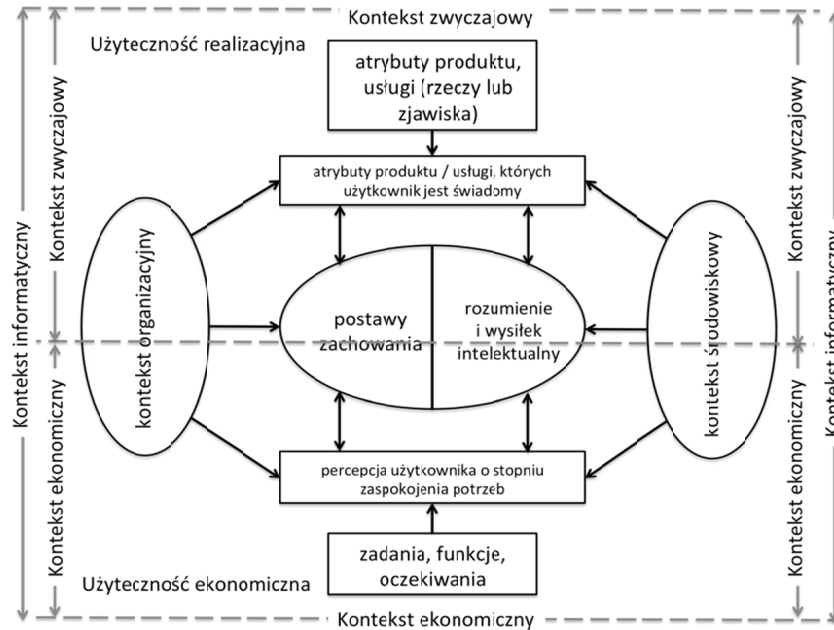 Kontekst zwyczajowy
Użyteczność realizacyjna
atrybuty produktu,
usługi (rzeczy lub
zjawiska)
Kontekst zwyczajowy
Kontekst zwyczajowy
atrybuty produktu / usługi, których
użytkcwnik jest świadomy
Kontekst informatyczny
kontekst organizacyjny
postawy
zachowania
rozumienie
i wysiłek
intelektualny
kontekst środowiskowy
Kontekst informatyczny
Kontekst ekonomiczny
Kontekst ekonomiczny
percepcja użytkownika o stopniu
zaspokojenia potrzeb
zadania, funkcje,
oczekiwania
Użyteczność ekonomiczna
Kontekst ekonomiczny